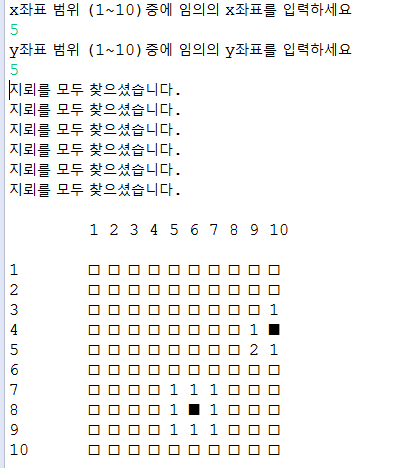 x좌표 범위 (1~10)중에 임의의 x좌표를 입력하세요
5
y좌표 범위 (1~10)중에 임의의 y좌표를 입력하세요
5
지뢰를 모두 찾으셨습니다.
지뢰를 모두 찾으셨습니다.
지뢰를 모두 찾으셨습니다.
지뢰를 모두 찾으셨습니다.
지뢰를 모두 찾으셨습니다.
지뢰를 모두 찾으셨습니다.
1 2 3 4 5 6 7 8 9 10
1 □ □ □ □ □ □ □ □ □ □
2 □ □ □ □ □ □ □ □ □ □
3 □ □ □ □ □ □ □ □ □ 1
4 □ □ □ □ □ □ □ □ 1 ■
5 □ □ □ □ □ □ □ □ 2 1
6 □ □ □ □ □ □ □ □ □ □
7 □ □ □ □ 1 1 1 □ □ □
8 □ □ □ □ 1 ■ 1 □ □ □
9 □ □ □ □ 1 1 1 □ □ □
10 □ □ □ □ □ □ □ □ □ □